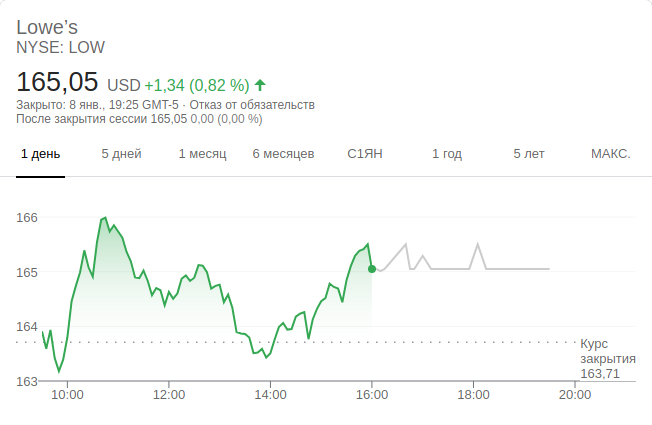 Lowe’s
NYSE: LOW
165,05 USD +1,34 (0,82 %)
Закрыто: 8 янв., 19:25 GMT-5 · Отказ от обязательств
После закрытия сессии 165,05 0,00 (0,00 %)
1 день 5 дней 1 месяц 6 месяцев С1ЯН 1 год 5 лет МАКС.
166
165
164
Курс
закрытия
163,71
163
10:00 12:00 14:00 16:00 18:00 20:00